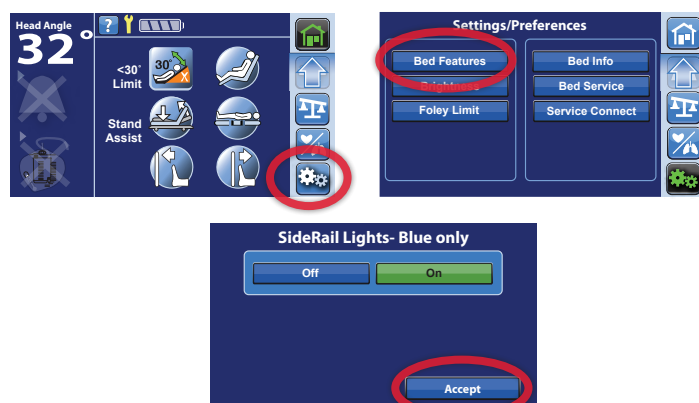 Head Angle
32°
?
<30°
Limit
30°
X
Stand
Assist
Settings/Preferences
Bed Features
Brightness
Foley Limit
Bed Info
Bed Service
Service Connect
SideRail Lights- Blue only
Off
On
Accept